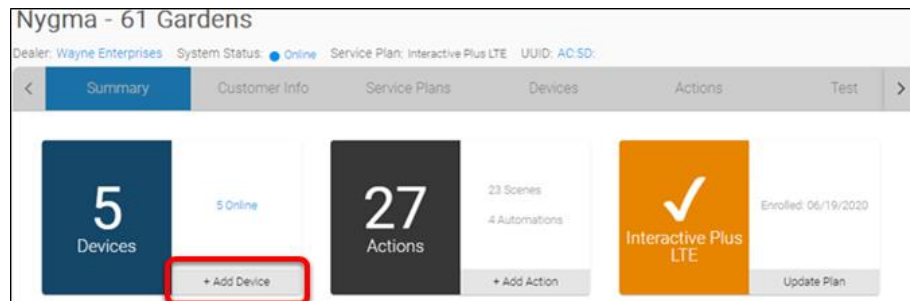 Nygma - 61 Gardens
Dealer: Wayne Enterprises System Status: Online Service Plan: Interactive Plus LTE UUID: AC:5D:
< Summary Customer Info Service Plans Devices Actions Test >
5
Devices
5 Online
+ Add Device
27
Actions
23 Scenes
4 Automations
+ Add Action
Interactive Plus
LTE
Enrolled: 06/19/2020
Update Plan